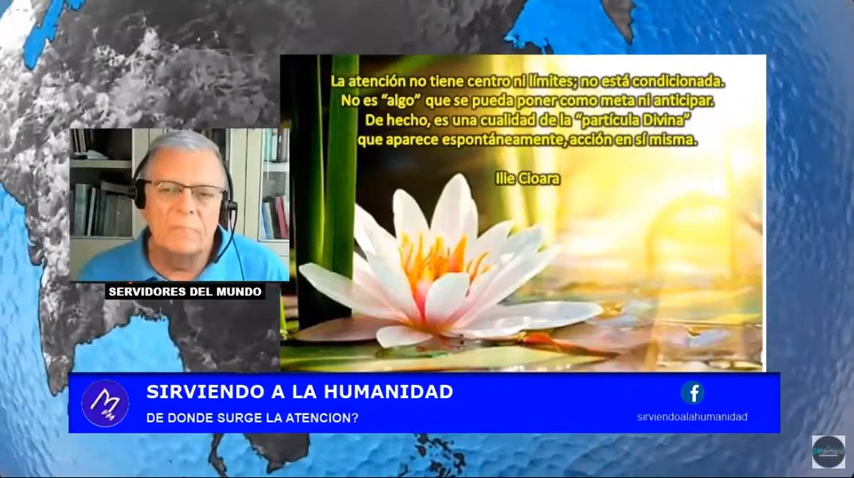 La atención no tiene centro ni límites; no está condicionada.
No es "algo" que se pueda poner como meta ni anticipar.
De hecho, es una cualidad de la "partícula Divina"
que aparece espontáneamente, acción en sí misma.
Ilie Cioara
SERVIDORES DEL MUNDO
SIRVIENDO A LA HUMANIDAD
DE DONDE SURGE LA ATENCION?
sirviendoalahumanidad